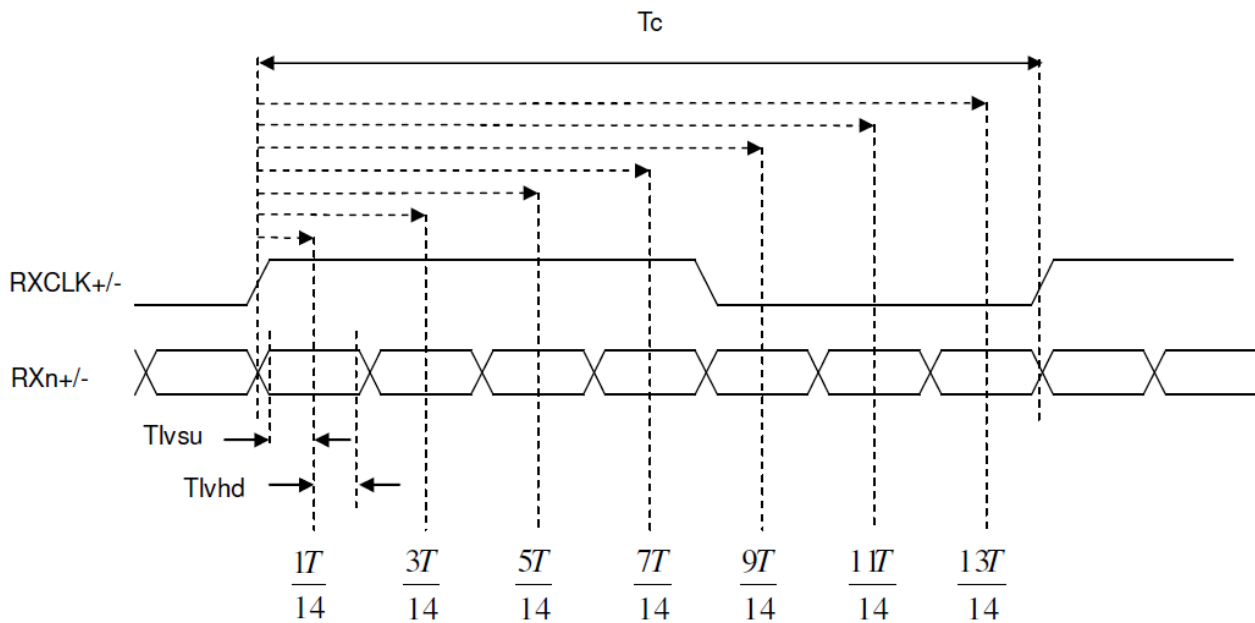 Tc
RXCLK+/-
RXn+/-
Tlvsu
Tlvhd
1T 3T 5T 7T 9T 11T 13T
14 14 14 14 14 14 14